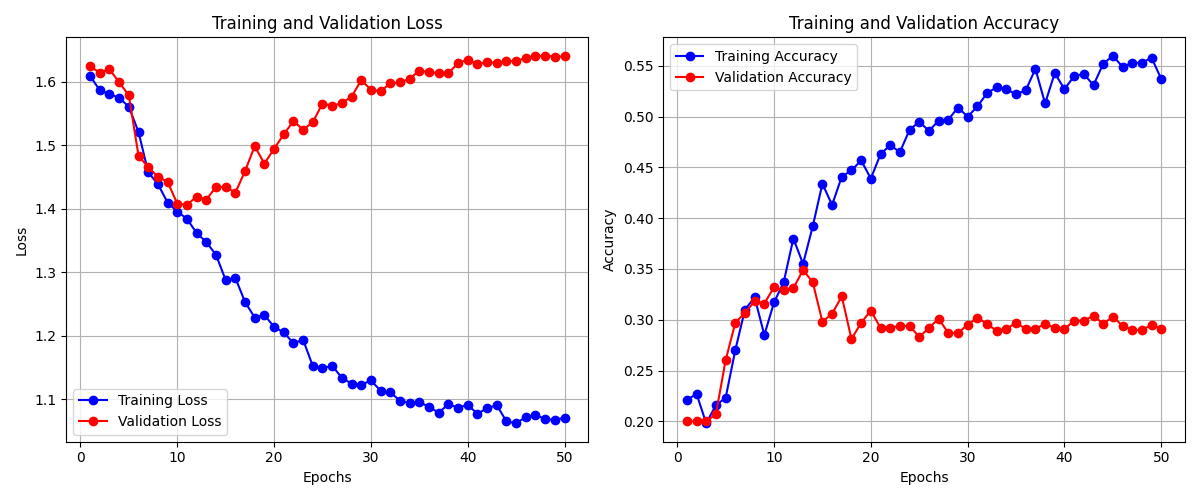 Training and Validation Loss
1.6
1.5
1.4
1.3
1.2
1.1
Loss
Training Loss
Validation Loss
0 10 20 30 40 50
Epochs
Training and Validation Accuracy
Training Accuracy
Validation Accuracy
0.55
0.50
0.45
0.40
0.35
0.30
0.25
0.20
Accuracy
0 10 20 30 40 50
Epochs